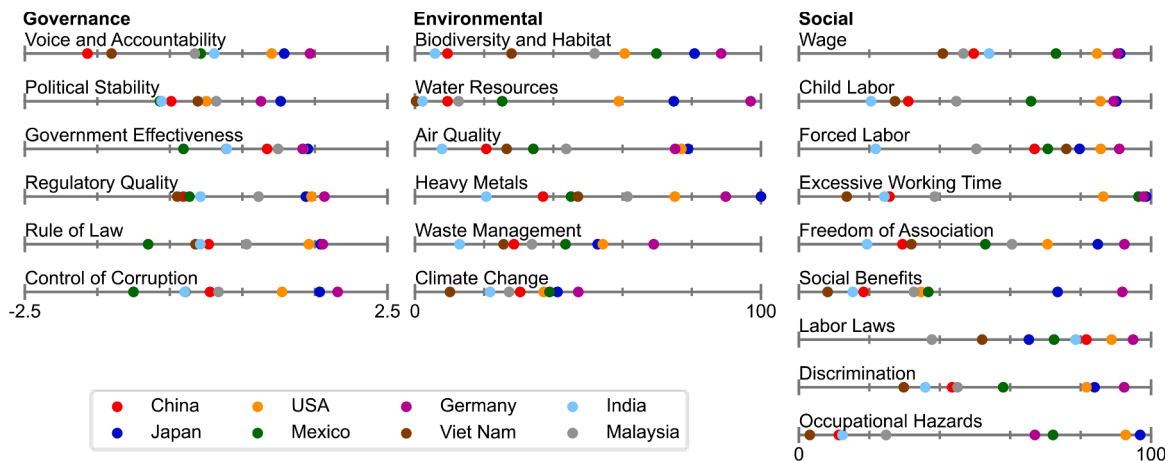 Governance
Voice and Accountability
Political Stability
Government Effectiveness
Regulatory Quality
Rule of Law
Control of Corruption
-2.5 2.5
Environmental
Biodiversity and Habitat
Water Resources
Air Quality
Heavy Metals
Waste Management
Climate Change
0 100
Social
Wage
Child Labor
Forced Labor
Excessive Working Time
Freedom of Association
Social Benefits
Labor Laws
Discrimination
Occupational Hazards
0 100
China USA Germany India
Japan Mexico Viet Nam Malaysia